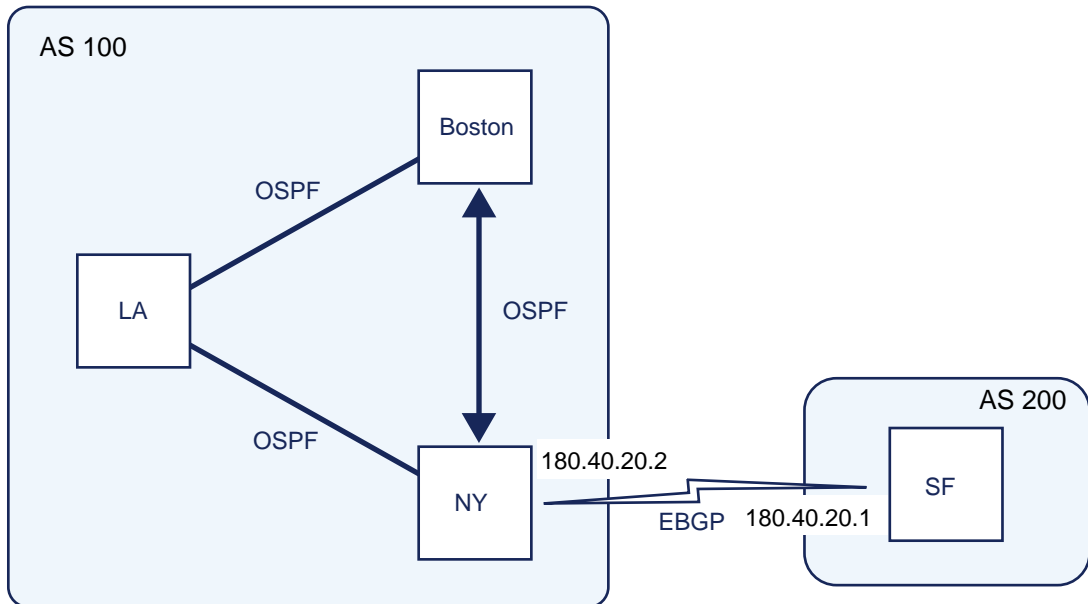 AS 100
Boston
OSPF
LA
OSPF
OSPF
AS 200
180.40.20.2
NY
SF
EBGP
180.40.20.1